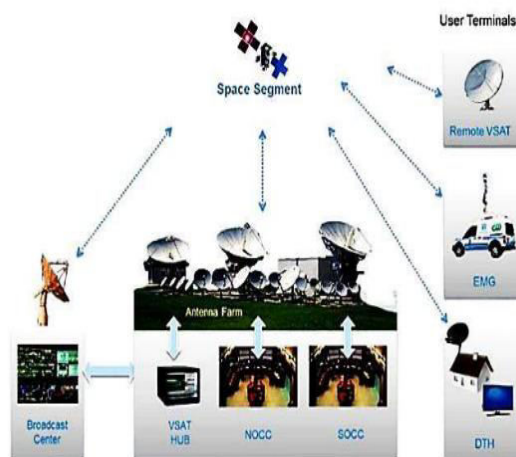 User Terminals
Space Segment
Remote VSAT
EMG
Antenna Farm
Broadcast
Center
VSAT
HUB
NOCC
SOCC
DTH